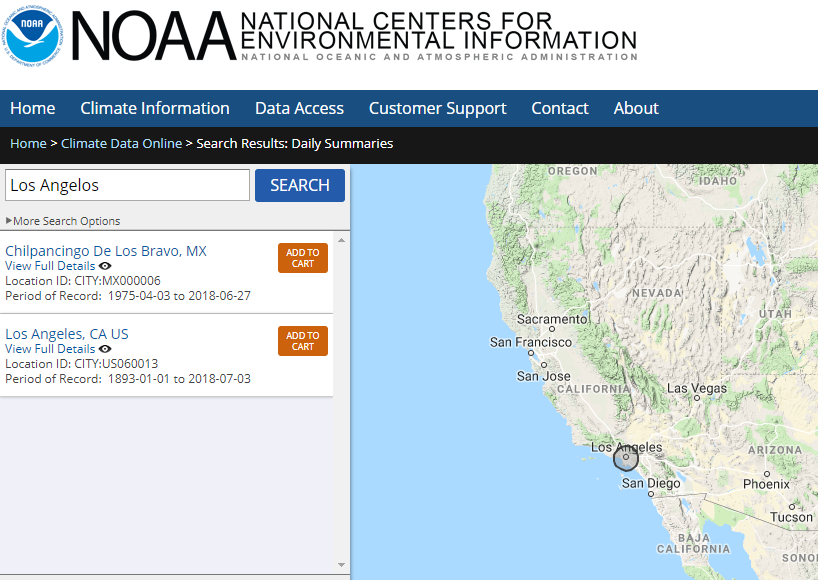 NOAA
NOAA
NATIONAL CENTERS FOR
ENVIRONMENTAL INFORMATION
NATIONAL OCEANIC AND ATMOSPHERIC ADMINISTRATION
Home Climate Information Data Access Customer Support Contact About
Home > Climate Data Online > Search Results: Daily Summaries
Los Angelos
SEARCH
More Search Options
Chilpancingo De Los Bravo, MX
View Full Details
Location ID: CITY:MX000006
Period of Record: 1975-04-03 to 2018-06-27
ADD TO
CART
Los Angeles, CA US
View Full Details
Location ID: CITY:US060013
Period of Record: 1893-01-01 to 2018-07-03
ADD TO
CART
OREGON
IDAHO
NEVADA
UTAH
Sacramento
San Francisco
San Jose
CALIFORNIA
Las Vegas
Los Angeles
ARIZONA
San Diego
Phoenix
Tucson
BAJA
CALIFORNIA
SONO